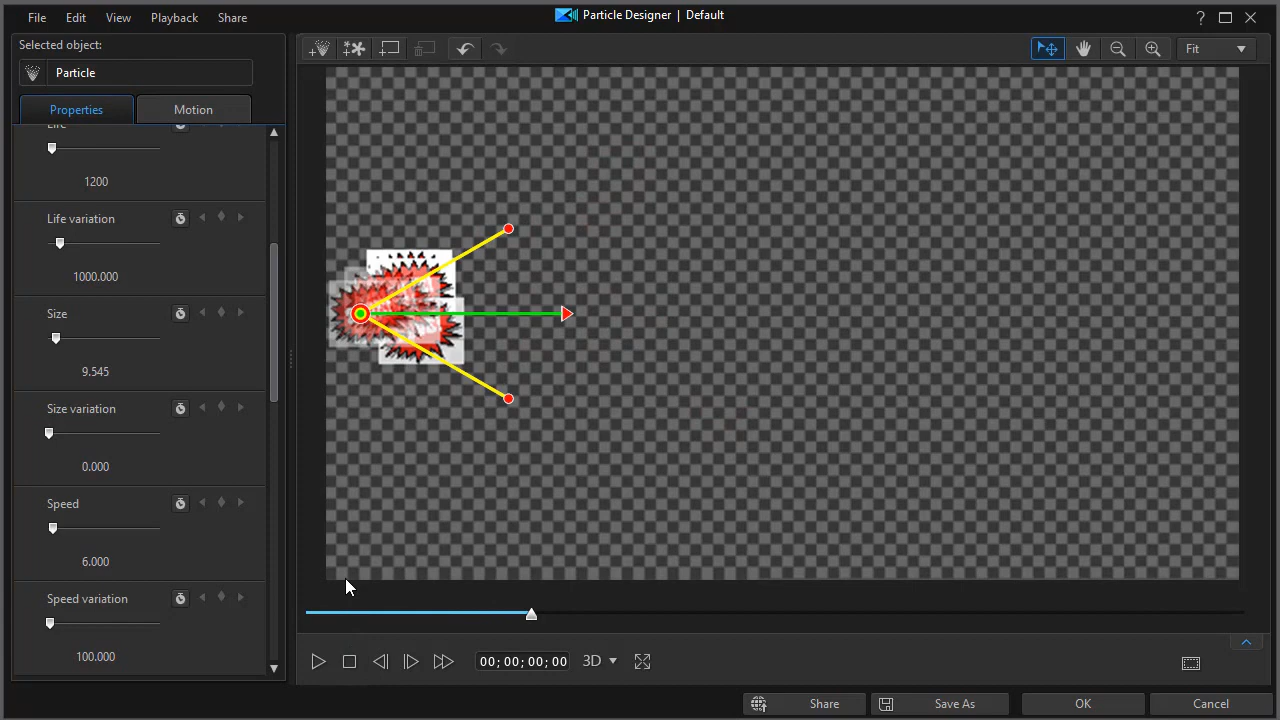 File Edit View Playback Share
Particle Designer | Default
?
Selected object:
Particle
Fit
Properties Motion
Life
1200
Life variation
1000.000
Size
9.545
Size variation
0.000
Speed
6.000
Speed variation
100.000
00;00;00;00
3D
Share Save As OK Cancel